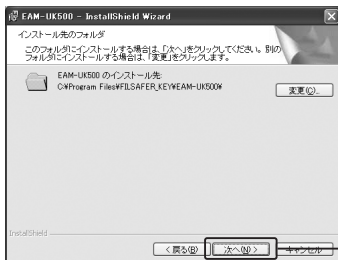 EAM-UK500 - InstallShield Wizard
インストール先のフォルダ
このフォルダにインストールする場合は、「次へ」をクリックしてください。別の
フォルダにインストールする場合は、「変更」をクリックします。
EAM-UK500 のインストール先:
C:¥Program Files¥FILSAFER_KEY¥EAM-UK500¥
変更(C)...
InstallShield
< 戻る(B)
次へ(N) >
キャンセル